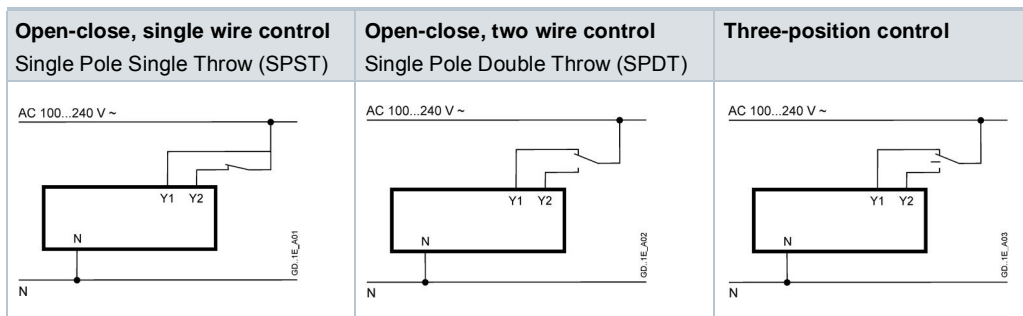 Open-close, single wire control
Single Pole Single Throw (SPST)
Open-close, two wire control
Single Pole Double Throw (SPDT)
Three-position control
AC 100...240 V ~
Y1 Y2
N
N
GD..1E_A01
AC 100...240 V ~
Y1 Y2
N
N
GD..1E_A02
AC 100...240 V ~
Y1 Y2
N
N
GD..1E_A03